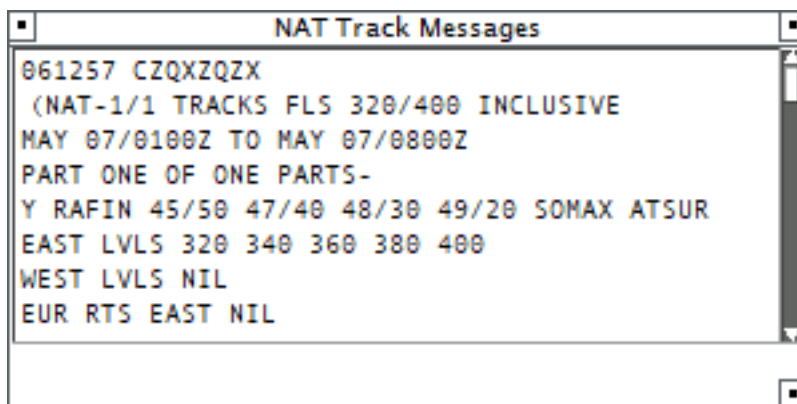 NAT Track Messages
061257 CZQXZQZX
(NAT-1/1 TRACKS FLS 320/400 INCLUSIVE
MAY 07/0100Z TO MAY 07/0800Z
PART ONE OF ONE PARTS-
Y RAFIN 45/50 47/40 48/30 49/20 SOMAX ATSUR
EAST LVLS 320 340 360 380 400
WEST LVLS NIL
EUR RTS EAST NIL